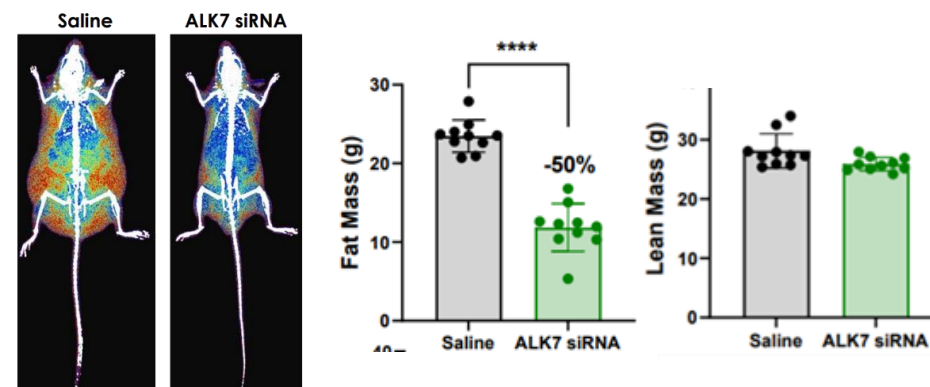 Saline
ALK7 siRNA
****
Fat Mass (g)
30
20
10
0
-50%
Saline
ALK7 siRNA
40
Lean Mass (g)
30
20
10
0
Saline
ALK7 siRNA